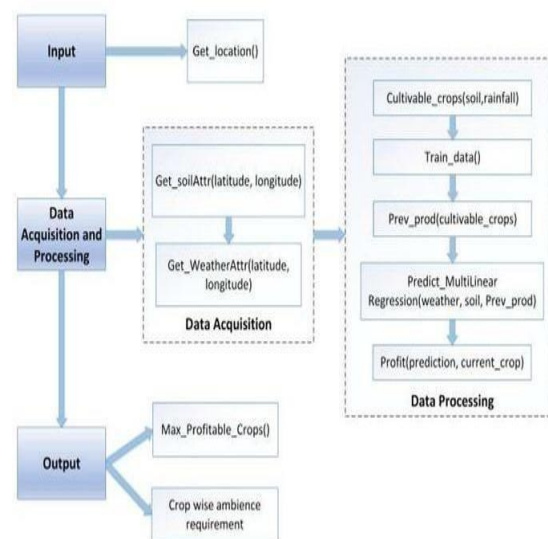 Input
Get_location()
Data
Acquisition and
Processing
Get_soilAttr(latitude, longitude)
Get_WeatherAttr(latitude,
longitude)
Data Acquisition
Cultivable_crops(soil,rainfall)
Train_data()
Prev_prod(cultivable_crops)
Predict_MultiLinear
Regression(weather, soil, Prev_prod)
Profit(prediction, current_crop)
Data Processing
Output
Max_Profitable_Crops()
Crop wise ambience
requirement